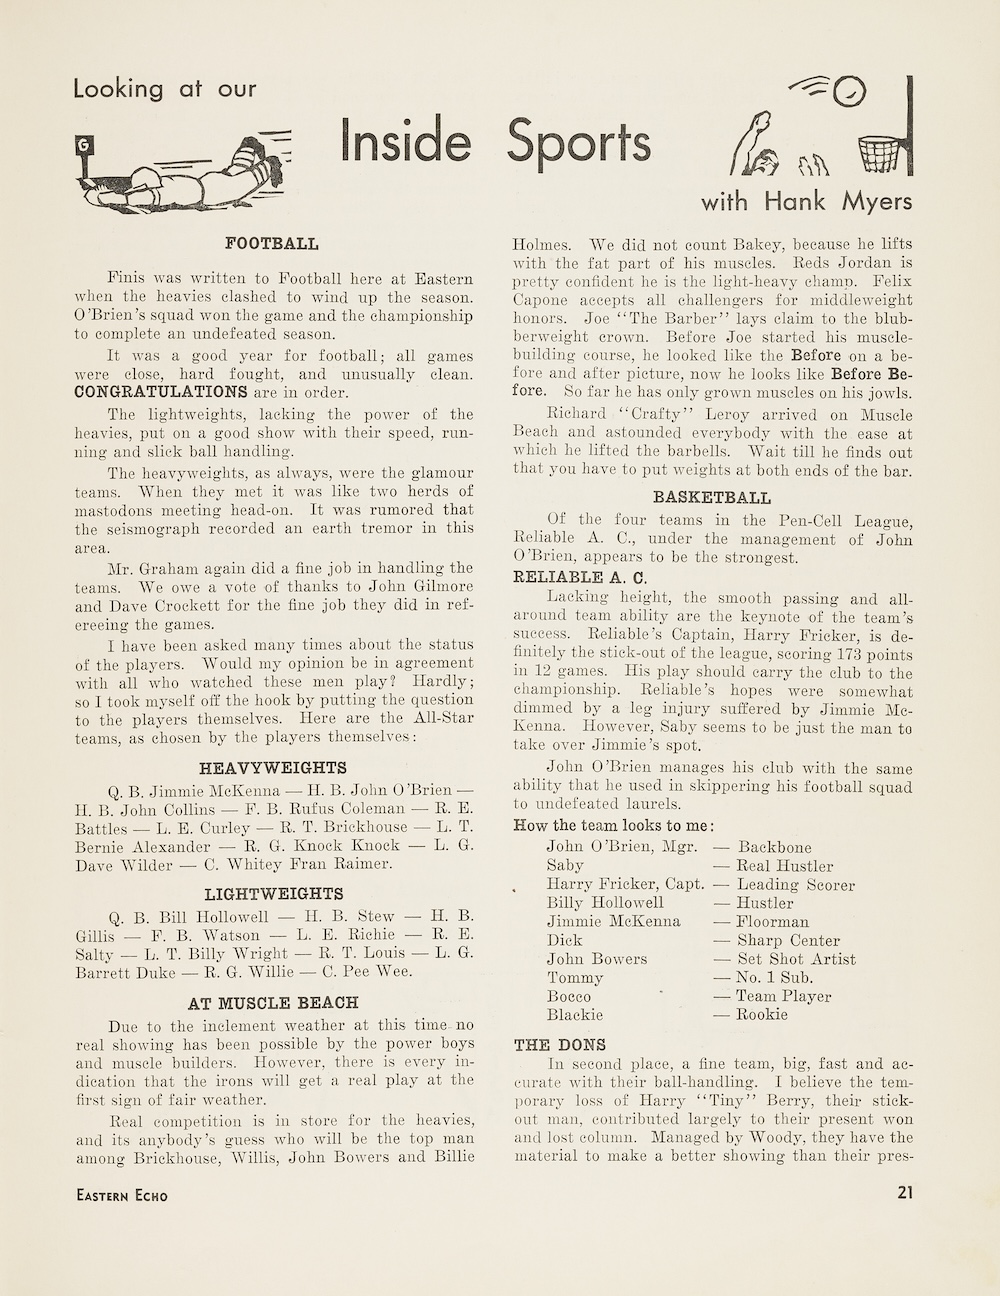 Looking at our
Inside Sports
with Hank Myers
G
FOOTBALL
Finis was written to Football here at Eastern
when the heavies clashed to wind up the season.
O'Brien's squad won the game and the championship
to complete an undefeated season.
It was a good year for football; all games
were close, hard fought, and unusually clean.
CONGRATULATIONS are in order.
The lightweights, lacking the power of the
heavies, put on a good show with their speed, run-
ning and slick ball handling.
The heavyweights, as always, were the glamour
teams. When they met it was like two herds of
mastodons meeting head-on. It was rumored that
the seismograph recorded an earth tremor in this
area.
Mr. Graham again did a fine job in handling the
teams. We owe a vote of thanks to John Gilmore
and Dave Crockett for the fine job they did in ref-
ereeing the games.
I have been asked many times about the status
of the players. Would my opinion be in agreement
with all who watched these men play? Hardly;
so I took myself off the hook by putting the question
to the players themselves. Here are the All-Star
teams, as chosen by the players themselves:
HEAVYWEIGHTS
Q. B. Jimmie McKenna — H. B. John O'Brien —
H. B. John Collins — F. B. Rufus Coleman — R. E.
Battles — L. E. Curley — R. T. Brickhouse — L. T.
Bernie Alexander — R. G. Knock Knock — L. G.
Dave Wilder — C. Whitey Fran Raimer.
LIGHTWEIGHTS
Q. B. Bill Hollowell — H. B. Stew — H. B.
Gillis — F. B. Watson — L. E. Richie — R. E.
Salty — L. T. Billy Wright — R. T. Louis — L. G.
Barrett Duke — R. G. Willie — C. Pee Wee.
AT MUSCLE BEACH
Due to the inclement weather at this time no
real showing has been possible by the power boys
and muscle builders. However, there is every in-
dication that the irons will get a real play at the
first sign of fair weather.
Real competition is in store for the heavies,
and its anybody's guess who will be the top man
among Brickhouse, Willis, John Bowers and Billie
Holmes. We did not count Bakey, because he lifts
with the fat part of his muscles. Reds Jordan is
pretty confident he is the light-heavy champ. Felix
Capone accepts all challengers for middleweight
honors. Joe "The Barber" lays claim to the blub-
berweight crown. Before Joe started his muscle-
building course, he looked like the Before on a be-
fore and after picture, now he looks like Before Be-
fore. So far he has only grown muscles on his jowls.
Richard "Crafty" Leroy arrived on Muscle
Beach and astounded everybody with the ease at
which he lifted the barbells. Wait till he finds out
that you have to put weights at both ends of the bar.
BASKETBALL
Of the four teams in the Pen-Cell League,
Reliable A. C., under the management of John
O'Brien, appears to be the strongest.
RELIABLE A. C.
Lacking height, the smooth passing and all-
around team ability are the keynote of the team's
success. Reliable's Captain, Harry Fricker, is de-
finitely the stick-out of the league, scoring 173 points
in 12 games. His play should carry the club to the
championship. Reliable's hopes were somewhat
dimmed by a leg injury suffered by Jimmie Mc-
Kenna. However, Saby seems to be just the man to
take over Jimmie's spot.
John O'Brien manages his club with the same
ability that he used in skippering his football squad
to undefeated laurels.
How the team looks to me:
John O'Brien, Mgr. — Backbone
Saby — Real Hustler
Harry Fricker, Capt. — Leading Scorer
Billy Hollowell — Hustler
Jimmie McKenna — Floorman
Dick — Sharp Center
John Bowers — Set Shot Artist
Tommy — No. 1 Sub.
Bocco — Team Player
Blackie — Rookie
THE DONS
In second place, a fine team, big, fast and ac-
curate with their ball-handling. I believe the tem-
porary loss of Harry "Tiny" Berry, their stick-
out man, contributed largely to their present won
and lost column. Managed by Woody, they have the
material to make a better showing than their pres-
EASTERN ECHO
21